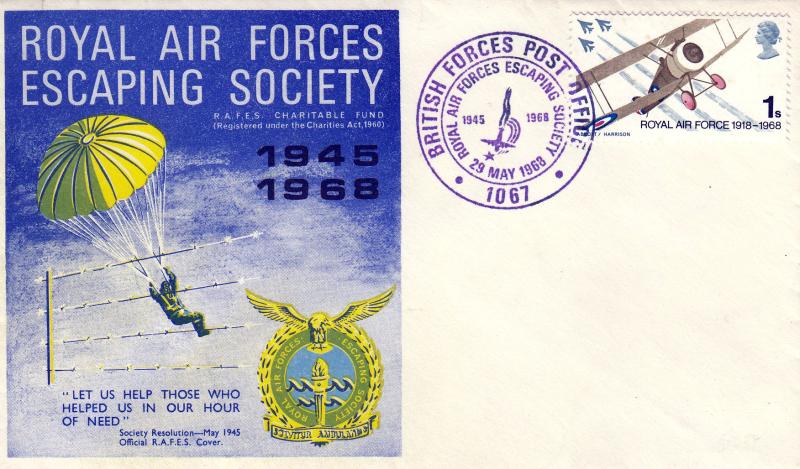 ROYAL AIR FORCES
ESCAPING SOCIETY
R.A.F.E.S. CHARITABLE FUND
(Registered under the Charities Act, 1960)
1945
1968
ROYAL AIR FORCES · ESCAPING SOCIETY
SOLVITUR AMBULANDO
"LET US HELP THOSE WHO
HELPED US IN OUR HOUR
OF NEED"
Society Resolution—May 1945
Official R.A.F.E.S. Cover.
BRITISH FORCES POST OFFICE
ROYAL AIR FORCES ESCAPING SOCIETY
1945 1968
29 MAY 1968
· 1067 ·
1s
ROYAL AIR FORCE 1918-1968
/ HARRISON